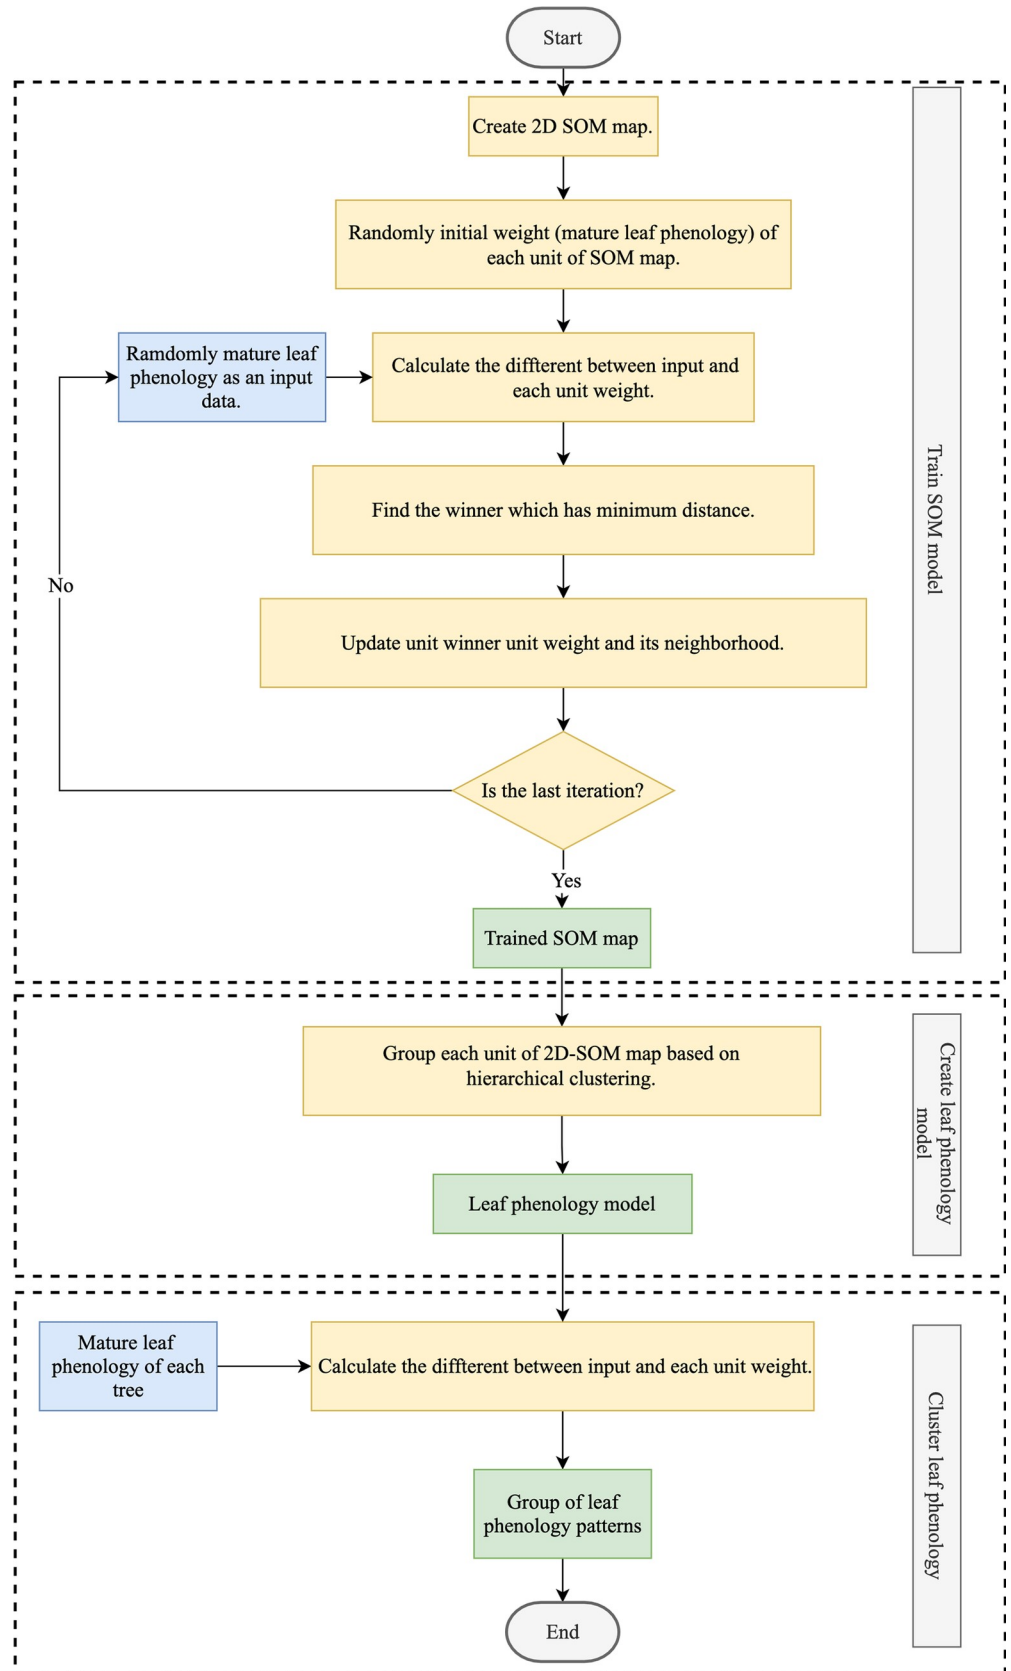 Start
Create 2D SOM map.
Randomly initial weight (mature leaf phenology) of
each unit of SOM map.
Ramdomly mature leaf
phenology as an input
data.
Calculate the diffrent between input and
each unit weight.
Find the winner which has minimum distance.
Train SOM model
No
Update unit winner unit weight and its neighborhood.
Is the last iteration?
Yes
Trained SOM map
Group each unit of 2D-SOM map based on
hierarchical clustering.
Create leaf phenology
model
Leaf phenology model
Mature leaf
phenology of each
tree
Calculate the diffrent between input and each unit weight.
Cluster leaf phenology
Group of leaf
phenology patterns
End